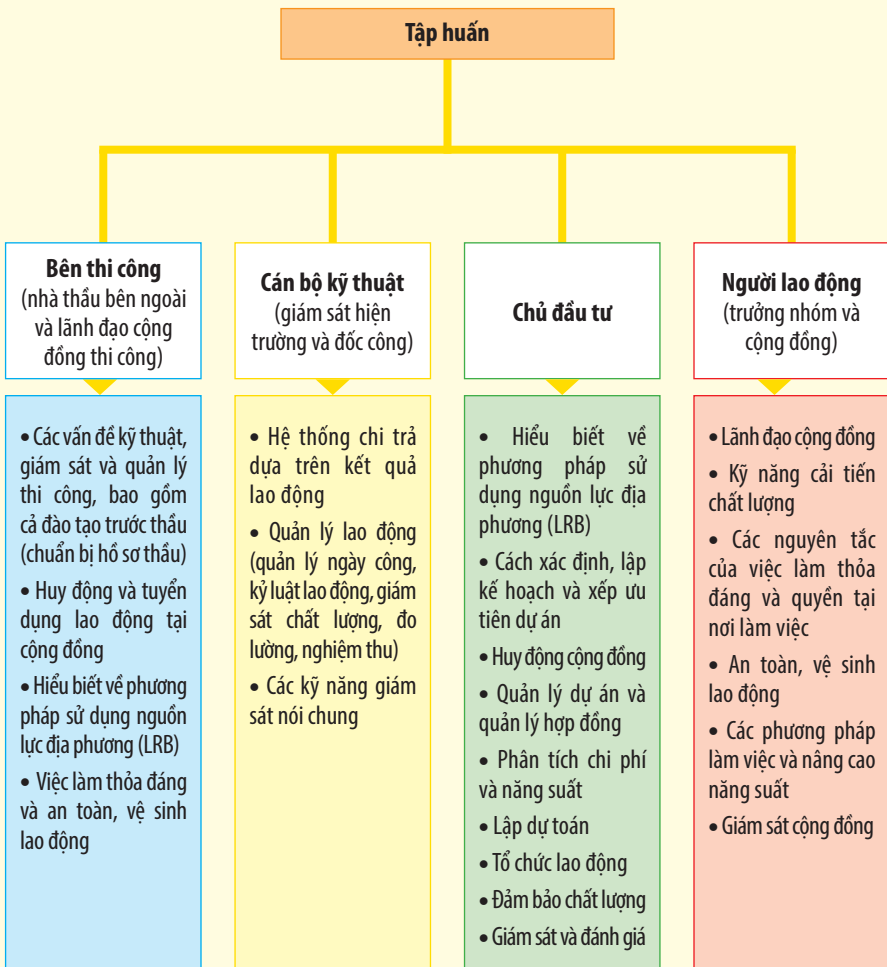 Tập huấn
Bên thi công
(nhà thầu bên ngoài
và lãnh đạo cộng
đồng thi công)
Cán bộ kỹ thuật
(giám sát hiện
trường và đốc công)
Chủ đầu tư
Người lao động
(trưởng nhóm và
cộng đồng)
• Các vấn đề kỹ thuật,
giám sát và quản lý
thi công, bao gồm
cả đào tạo trước thầu
(chuẩn bị hồ sơ thầu)
• Huy động và tuyển
dụng lao động tại
cộng đồng
• Hiểu biết về phương
pháp sử dụng nguồn
lực địa phương (LRB)
• Việc làm thỏa đáng
và an toàn, vệ sinh
lao động
• Hệ thống chi trả
dựa trên kết quả
lao động
• Quản lý lao động
(quản lý ngày công,
kỷ luật lao động, giám
sát chất lượng, đo
lường, nghiệm thu)
• Các kỹ năng giám
sát nói chung
• Hiểu biết về
phương pháp sử
dụng nguồn lực địa
phương (LRB)
• Cách xác định, lập
kế hoạch và xếp ưu
tiên dự án
• Huy động cộng đồng
• Quản lý dự án và
quản lý hợp đồng
• Phân tích chi phí
và năng suất
• Lập dự toán
• Tổ chức lao động
• Đảm bảo chất lượng
• Giám sát và đánh giá
• Lãnh đạo cộng đồng
• Kỹ năng cải tiến
chất lượng
• Các nguyên tắc
của việc làm thỏa
đáng và quyền tại
nơi làm việc
• An toàn, vệ sinh
lao động
• Các phương pháp
làm việc và nâng cao
năng suất
• Giám sát cộng đồng